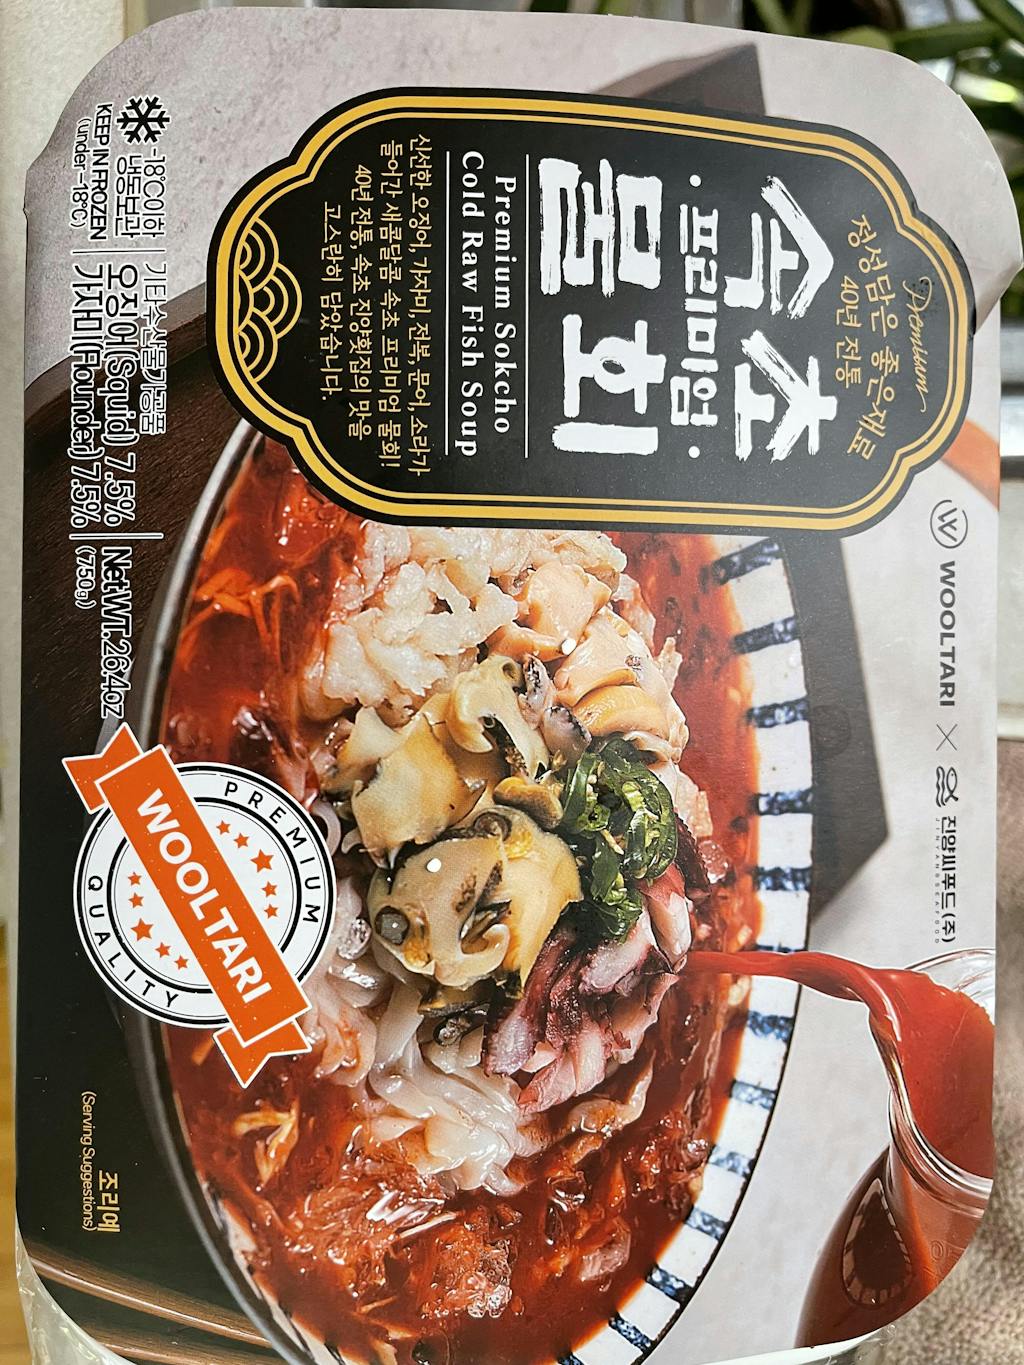 Premium
정성담은 좋은재료
40년 전통
속초
·프리미엄·
물회
Premium Sokcho
Cold Raw Fish Soup
신선한 오징어, 가자미, 전복, 문어, 소라가
들어간 새콤달콤 속초 프리미엄 물회!
40년 전통, 속초 진양횟집의 맛을
고스란히 담았습니다.
W WOOLTARI × 진양씨푸드(주)
JINYANGSEAFOOD
-18℃이하
냉동보관
KEEP IN FROZEN
(under -18℃)
기타수산물가공품
오징어(Squid) 7.5%
가자미(Flounder) 7.5%
Net WT. 26.4oz
(750g)
PREMIUM
WOOLTARI
QUALITY
조리예
(Serving Suggestions)